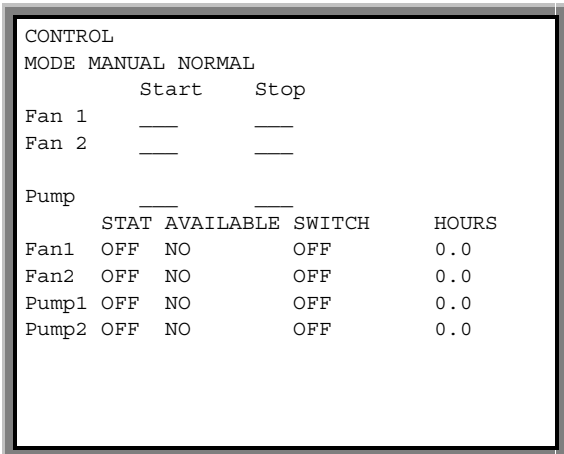 CONTROL
MODE MANUAL NORMAL
Start Stop
Fan 1 ___ ___
Fan 2 ___ ___
Pump ___ ___
STAT AVAILABLE SWITCH HOURS
Fan1 OFF NO OFF 0.0
Fan2 OFF NO OFF 0.0
Pump1 OFF NO OFF 0.0
Pump2 OFF NO OFF 0.0